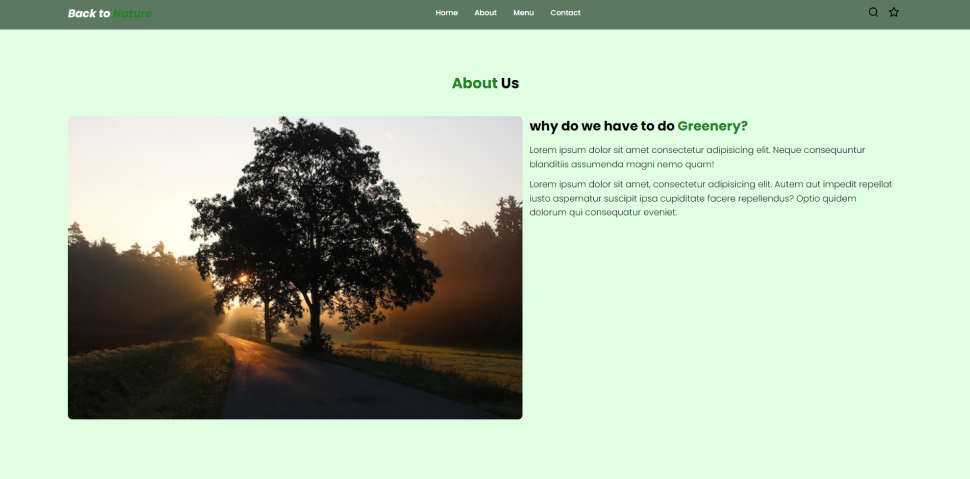 Back to Nature
Home About Menu Contact
About Us
why do we have to do Greenery?
Lorem ipsum dolor sit amet consectetur adipisicing elit. Neque consequuntur
blanditiis assumenda magni nemo quam!
Lorem ipsum dolor sit amet, consectetur adipisicing elit. Autem aut impedit repellat
iusto aspernatur suscipit ipsa cupiditate facere repellendus? Optio quidem
dolorum qui consequatur eveniet.